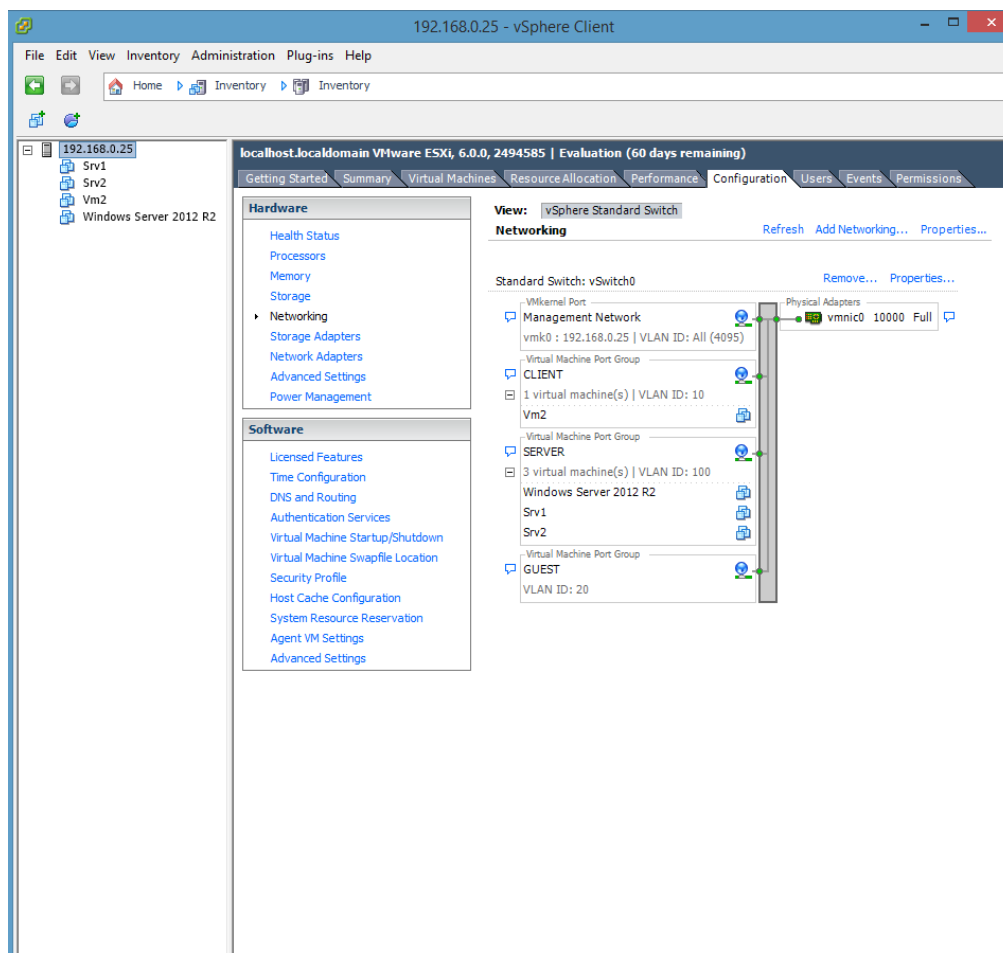 192.168.0.25 - vSphere Client
File Edit View Inventory Administration Plug-ins Help
Home Inventory Inventory
192.168.0.25
Srv1
Srv2
Vm2
Windows Server 2012 R2
localhost.localdomain VMware ESXi, 6.0.0, 2494585 | Evaluation (60 days remaining)
Getting Started Summary Virtual Machines Resource Allocation Performance Configuration Users Events Permissions
Hardware
Health Status
Processors
Memory
Storage
Networking
Storage Adapters
Network Adapters
Advanced Settings
Power Management
Software
Licensed Features
Time Configuration
DNS and Routing
Authentication Services
Virtual Machine Startup/Shutdown
Virtual Machine Swapfile Location
Security Profile
Host Cache Configuration
System Resource Reservation
Agent VM Settings
Advanced Settings
View: vSphere Standard Switch
Networking Refresh Add Networking... Properties...
Standard Switch: vSwitch0 Remove... Properties...
VMkernel Port
Management Network
vmk0 : 192.168.0.25 | VLAN ID: All (4095)
Physical Adapters
vmnic0 10000 Full
Virtual Machine Port Group
CLIENT
1 virtual machine(s) | VLAN ID: 10
Vm2
Virtual Machine Port Group
SERVER
3 virtual machine(s) | VLAN ID: 100
Windows Server 2012 R2
Srv1
Srv2
Virtual Machine Port Group
GUEST
VLAN ID: 20